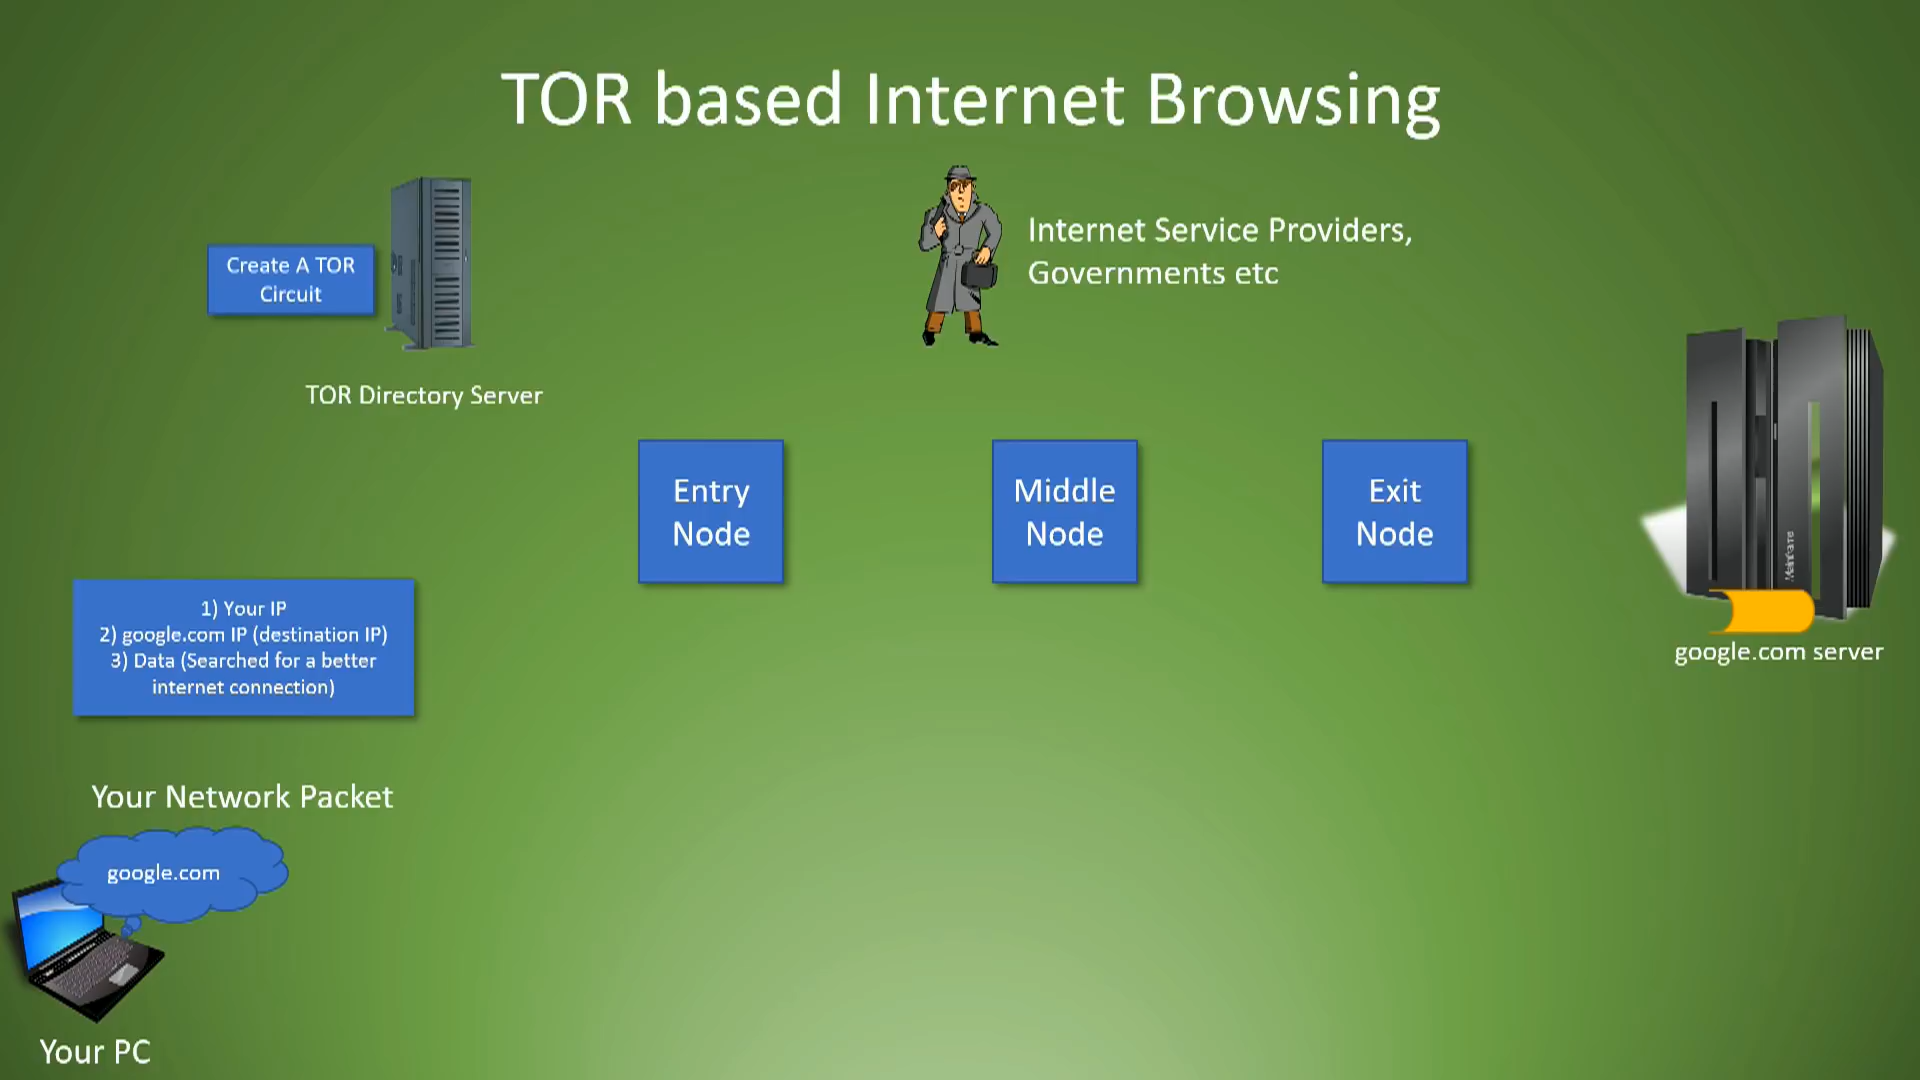 TOR based Internet Browsing
Internet Service Providers,
Governments etc
Create A TOR
Circuit
TOR Directory Server
Entry
Node
Middle
Node
Exit
Node
Mainframe
google.com server
1) Your IP
2) google.com IP (destination IP)
3) Data (Searched for a better
internet connection)
Your Network Packet
google.com
Your PC